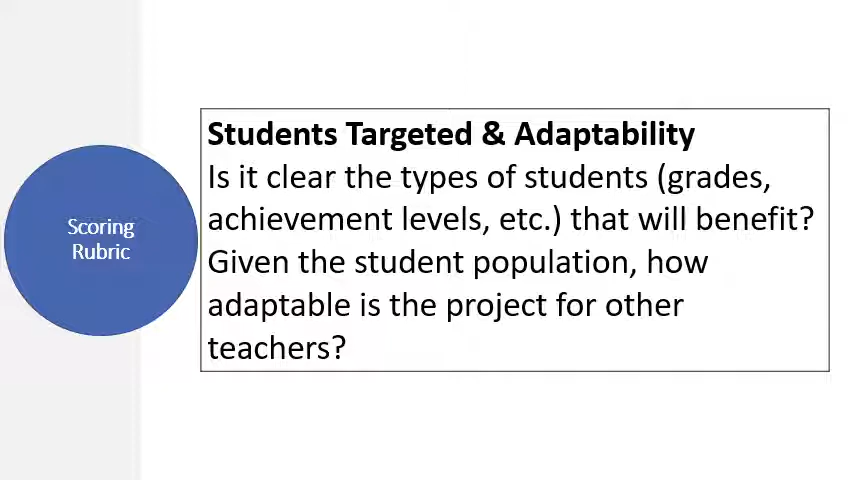 Scoring
Rubric
Students Targeted & Adaptability
Is it clear the types of students (grades,
achievement levels, etc.) that will benefit?
Given the student population, how
adaptable is the project for other
teachers?